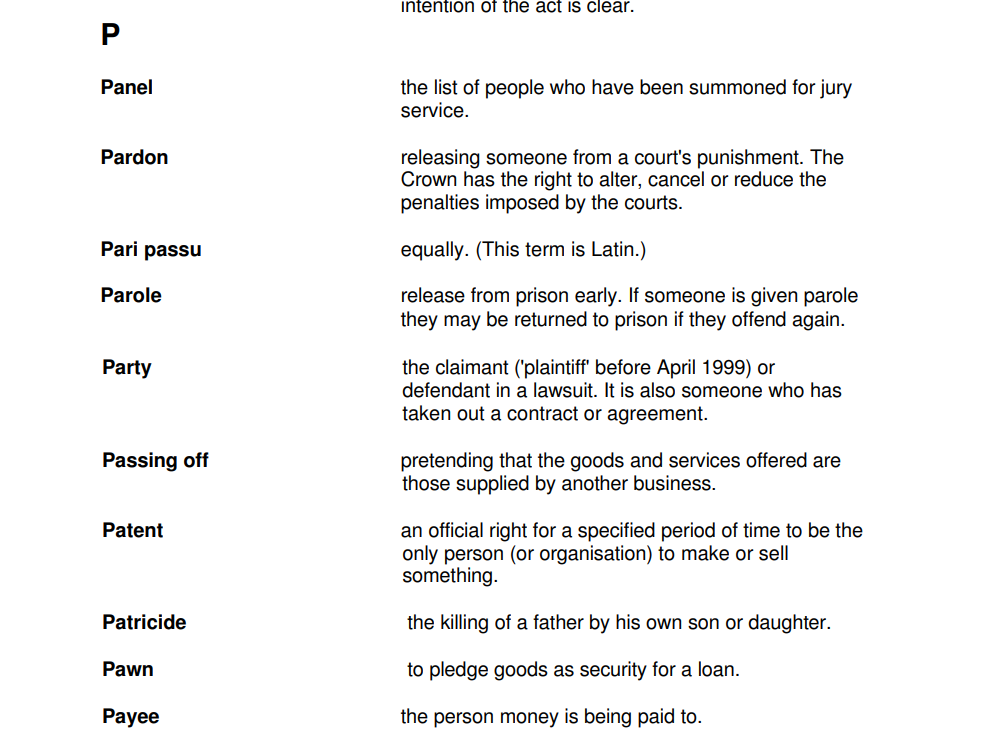 intention of the act is clear.
P
Panel the list of people who have been summoned for jury
service.
Pardon releasing someone from a court's punishment. The
Crown has the right to alter, cancel or reduce the
penalties imposed by the courts.
Pari passu equally. (This term is Latin.)
Parole release from prison early. If someone is given parole
they may be returned to prison if they offend again.
Party the claimant ('plaintiff' before April 1999) or
defendant in a lawsuit. It is also someone who has
taken out a contract or agreement.
Passing off pretending that the goods and services offered are
those supplied by another business.
Patent an official right for a specified period of time to be the
only person (or organisation) to make or sell
something.
Patricide the killing of a father by his own son or daughter.
Pawn to pledge goods as security for a loan.
Payee the person money is being paid to.